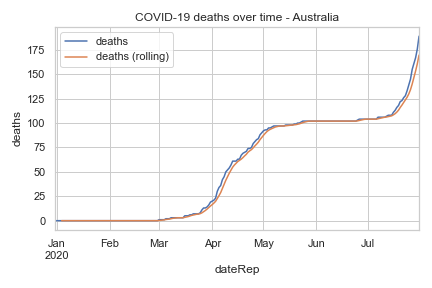 COVID-19 deaths over time - Australia
deaths
deaths (rolling)
175
150
125
100
75
50
25
0
deaths
Jan Feb Mar Apr May Jun Jul
2020
dateRep